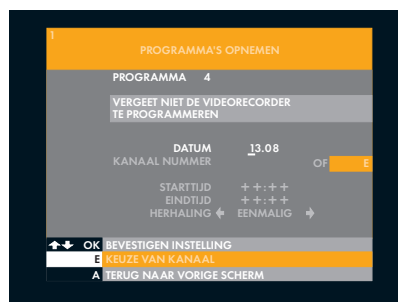 1
PROGRAMMA'S OPNEMEN
PROGRAMMA 4
VERGEET NIET DE VIDEORECORDER
TE PROGRAMMEREN
DATUM 13.08
KANAAL NUMMER OF E
STARTTIJD ++:++
EINDTIJD ++:++
HERHALING EENMALIG
OK BEVESTIGEN INSTELLING
E KEUZE VAN KANAAL
A TERUG NAAR VORIGE SCHERM